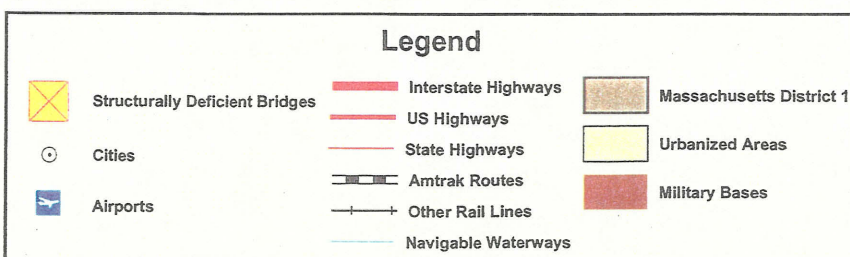 Legend
Structurally Deficient Bridges
Cities
Airports
Interstate Highways
US Highways
State Highways
Amtrak Routes
Other Rail Lines
Navigable Waterways
Massachusetts District 1
Urbanized Areas
Military Bases